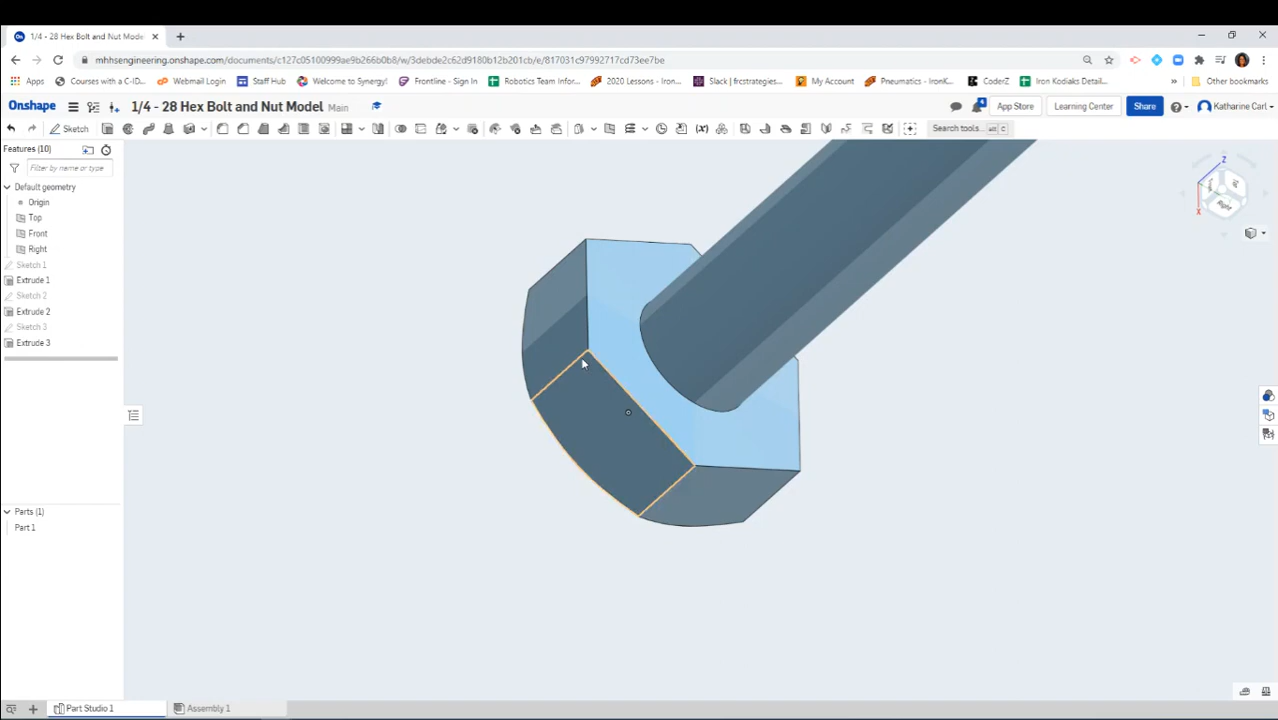 1/4 - 28 Hex Bolt and Nut Model
mhhsengineering.onshape.com/documents/c127c05100999ae9b266b0b8/w/3debde2c62d9180b12b201cb/e/817031c97992717cd73ee7be
Apps Courses with a C-ID... Webmail Login Staff Hub Welcome to Synergy! Frontline - Sign In Robotics Team Infor... 2020 Lessons - Iron... Slack | frcstrategies... My Account Pneumatics - IronK... CoderZ Iron Kodiaks Detail... Other bookmarks
Onshape 1/4 - 28 Hex Bolt and Nut Model Main 4 App Store Learning Center Share Katharine Carl
Sketch (x) Search tools... alt C
Features (10)
Filter by name or type
Default geometry
Origin
Top
Front
Right
Sketch 1
Extrude 1
Sketch 2
Extrude 2
Sketch 3
Extrude 3
Z
Right
X
Parts (1)
Part 1
Part Studio 1 Assembly 1